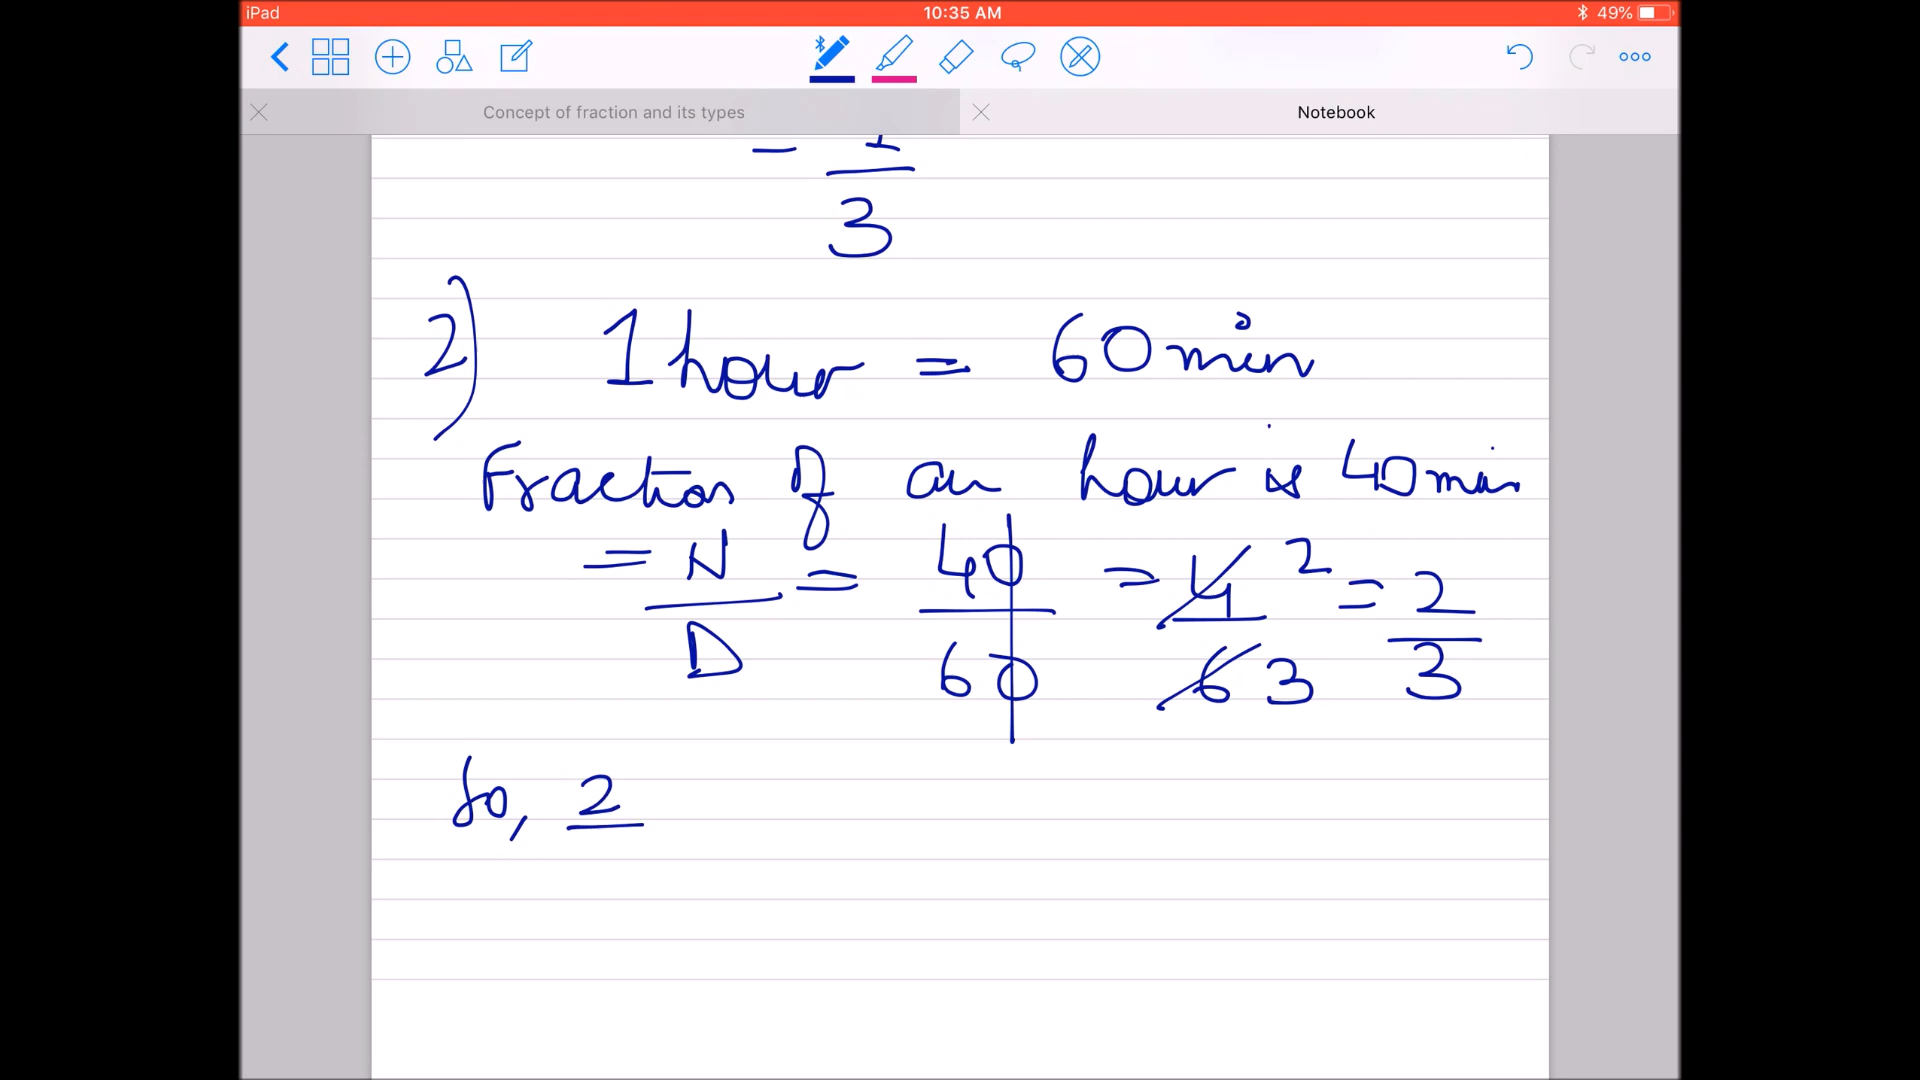 iPad 10:35 AM 49%
Concept of fraction and its types Notebook
= 1/3
2) 1 hour = 60 min
Fraction of an hour is 40 min
= N/D = 40/60 = 4/6 2/3 = 2/3
So, 2